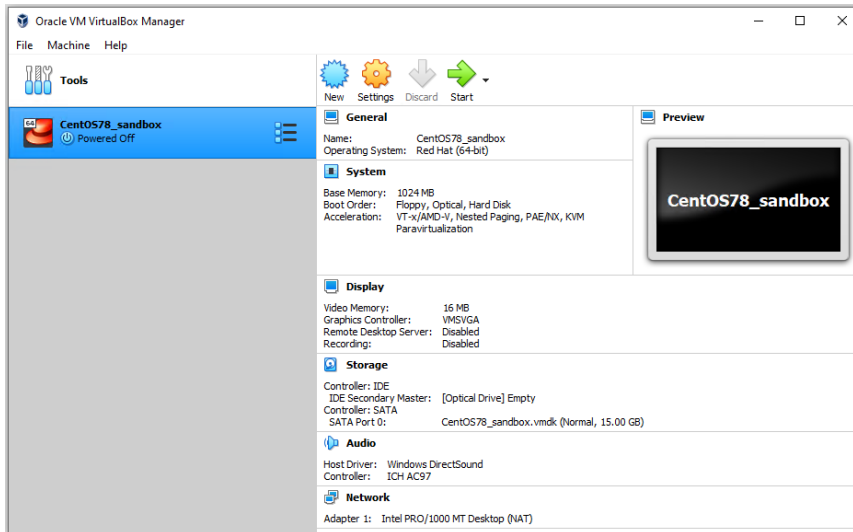 Oracle VM VirtualBox Manager
File Machine Help
Tools
New Settings Discard Start
64
CentOS78_sandbox
Powered Off
General
Name: CentOS78_sandbox
Operating System: Red Hat (64-bit)
Preview
CentOS78_sandbox
System
Base Memory: 1024 MB
Boot Order: Floppy, Optical, Hard Disk
Acceleration: VT-x/AMD-V, Nested Paging, PAE/NX, KVM
Paravirtualization
Display
Video Memory: 16 MB
Graphics Controller: VMSVGA
Remote Desktop Server: Disabled
Recording: Disabled
Storage
Controller: IDE
IDE Secondary Master: [Optical Drive] Empty
Controller: SATA
SATA Port 0: CentOS78_sandbox.vmdk (Normal, 15.00 GB)
Audio
Host Driver: Windows DirectSound
Controller: ICH AC97
Network
Adapter 1: Intel PRO/1000 MT Desktop (NAT)